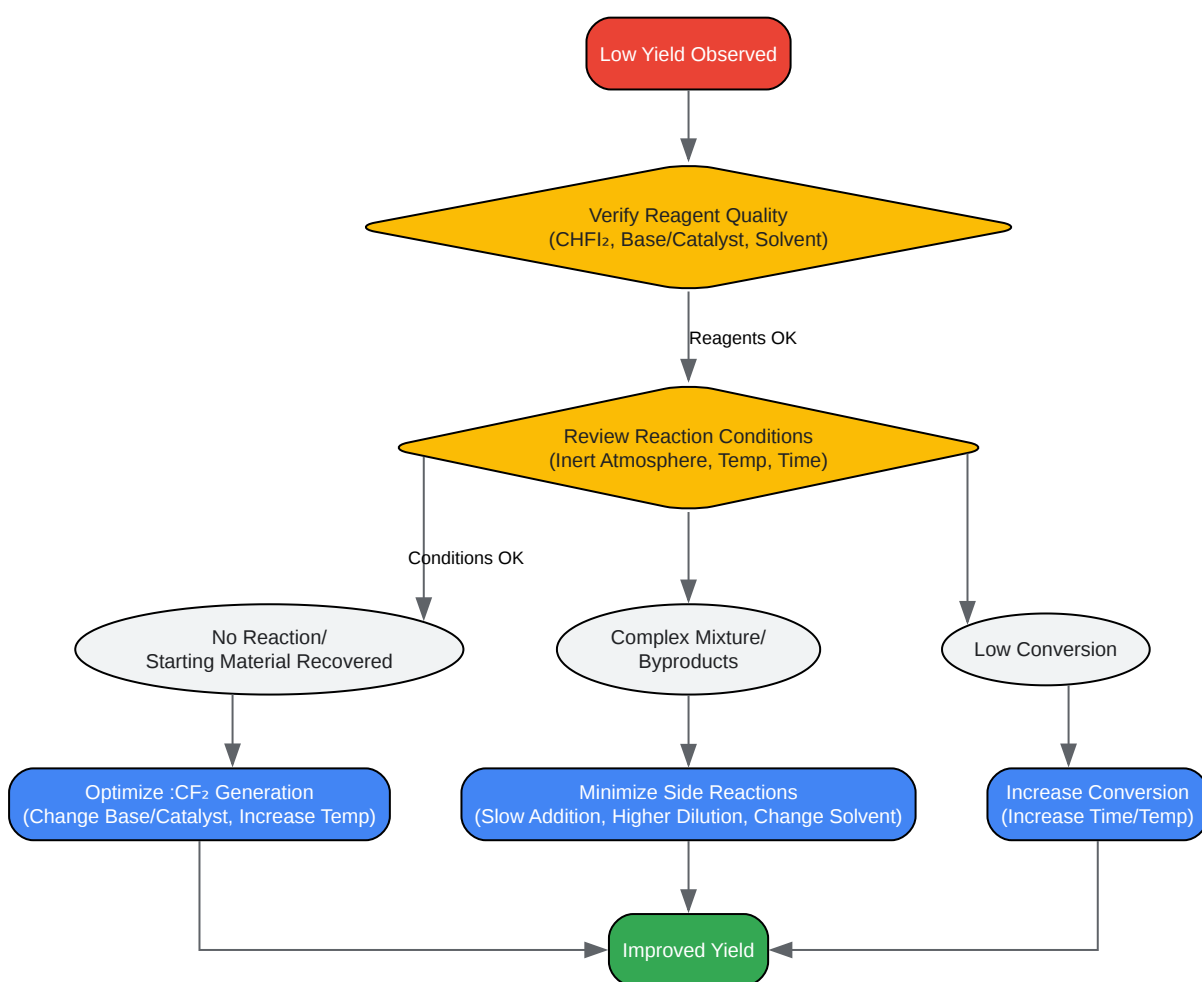 Low Yield Observed
Verify Reagent Quality
(CHFI₂, Base/Catalyst, Solvent)
Reagents OK
Review Reaction Conditions
(Inert Atmosphere, Temp, Time)
Conditions OK
No Reaction/
Starting Material Recovered
Complex Mixture/
Byproducts
Low Conversion
Optimize :CF₂ Generation
(Change Base/Catalyst, Increase Temp)
Minimize Side Reactions
(Slow Addition, Higher Dilution, Change Solvent)
Increase Conversion
(Increase Time/Temp)
Improved Yield